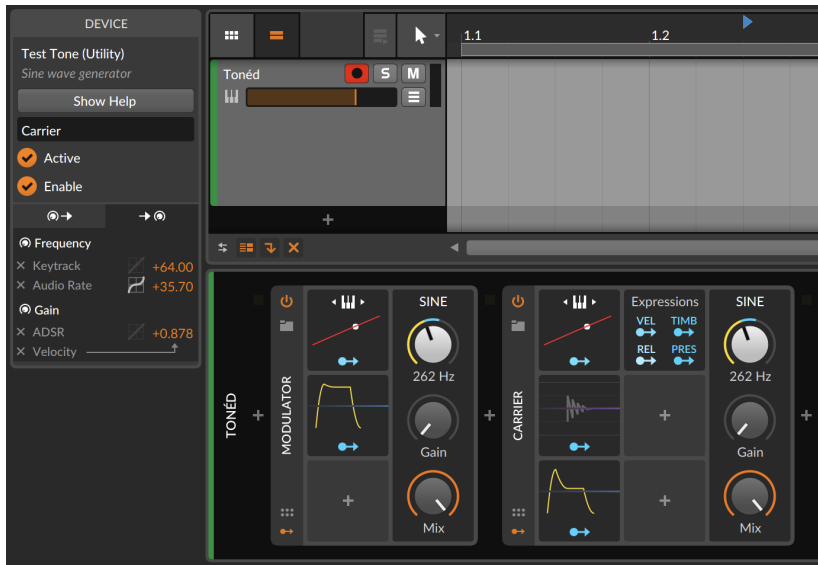 DEVICE
Test Tone (Utility)
Sine wave generator
Show Help
Carrier
Active
Enable
Frequency
Keytrack +64.00
Audio Rate +35.70
Gain
ADSR +0.878
Velocity
1.1 1.2
Tonéd
S M
TONÉD
MODULATOR
SINE
262 Hz
Gain
Mix
CARRIER
Expressions
VEL TIMB
REL PRES
SINE
262 Hz
Gain
Mix